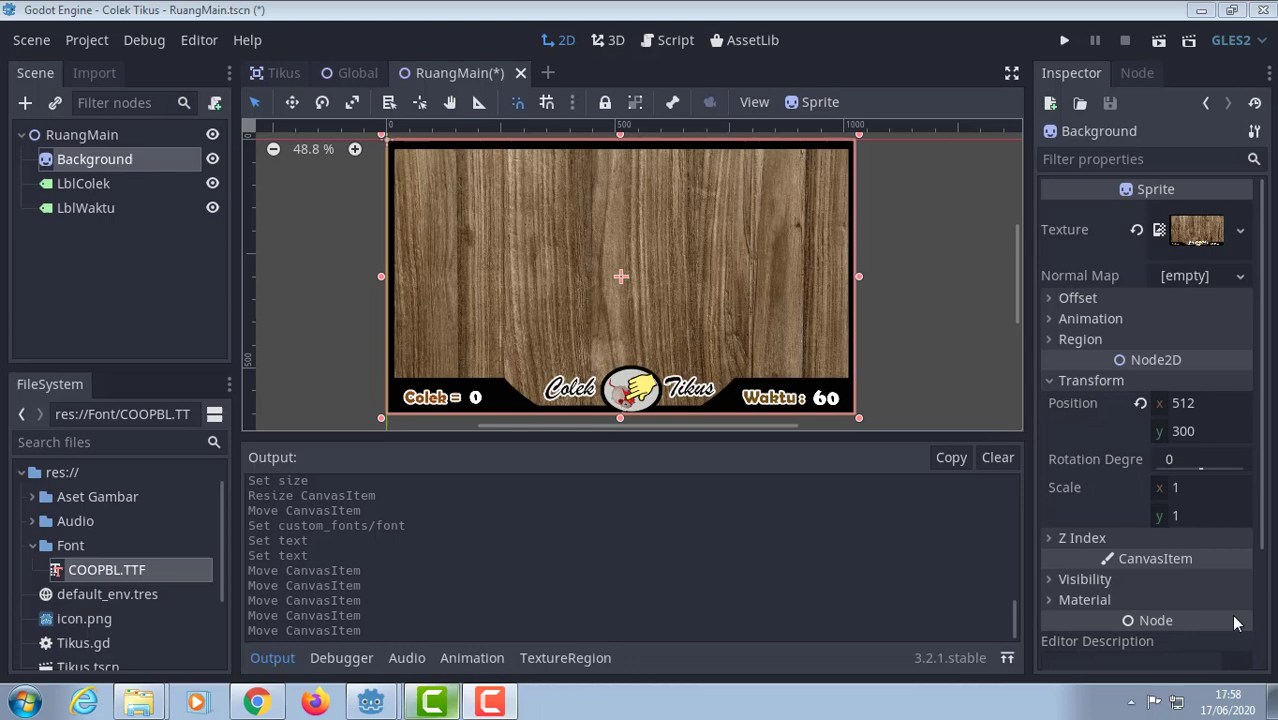 Godot Engine - Colek Tikus - RuangMain.tscn (*)
Scene Project Debug Editor Help
2D 3D Script AssetLib
GLES2
Scene Import
Tikus Global RuangMain(*)
Inspector Node
Filter nodes
View Sprite
Background
RuangMain
Background
LblColek
LblWaktu
0 500 1000
48.8 %
500
Colek = 0 Colek Tikus Waktu : 60
Filter properties
Sprite
Texture
Normal Map [empty]
Offset
Animation
Region
Node2D
Transform
Position x 512
y 300
Rotation Degre 0
Scale x 1
y 1
Z Index
CanvasItem
Visibility
Material
Node
Editor Description
FileSystem
res://Font/COOPBL.TT
Search files
res://
Aset Gambar
Audio
Font
COOPBL.TTF
default_env.tres
icon.png
Tikus.gd
Tikus.tscn
Output: Copy Clear
Set size
Resize CanvasItem
Move CanvasItem
Set custom_fonts/font
Set text
Set text
Move CanvasItem
Move CanvasItem
Move CanvasItem
Move CanvasItem
Move CanvasItem
Output Debugger Audio Animation TextureRegion 3.2.1.stable
17:58
17/06/2020